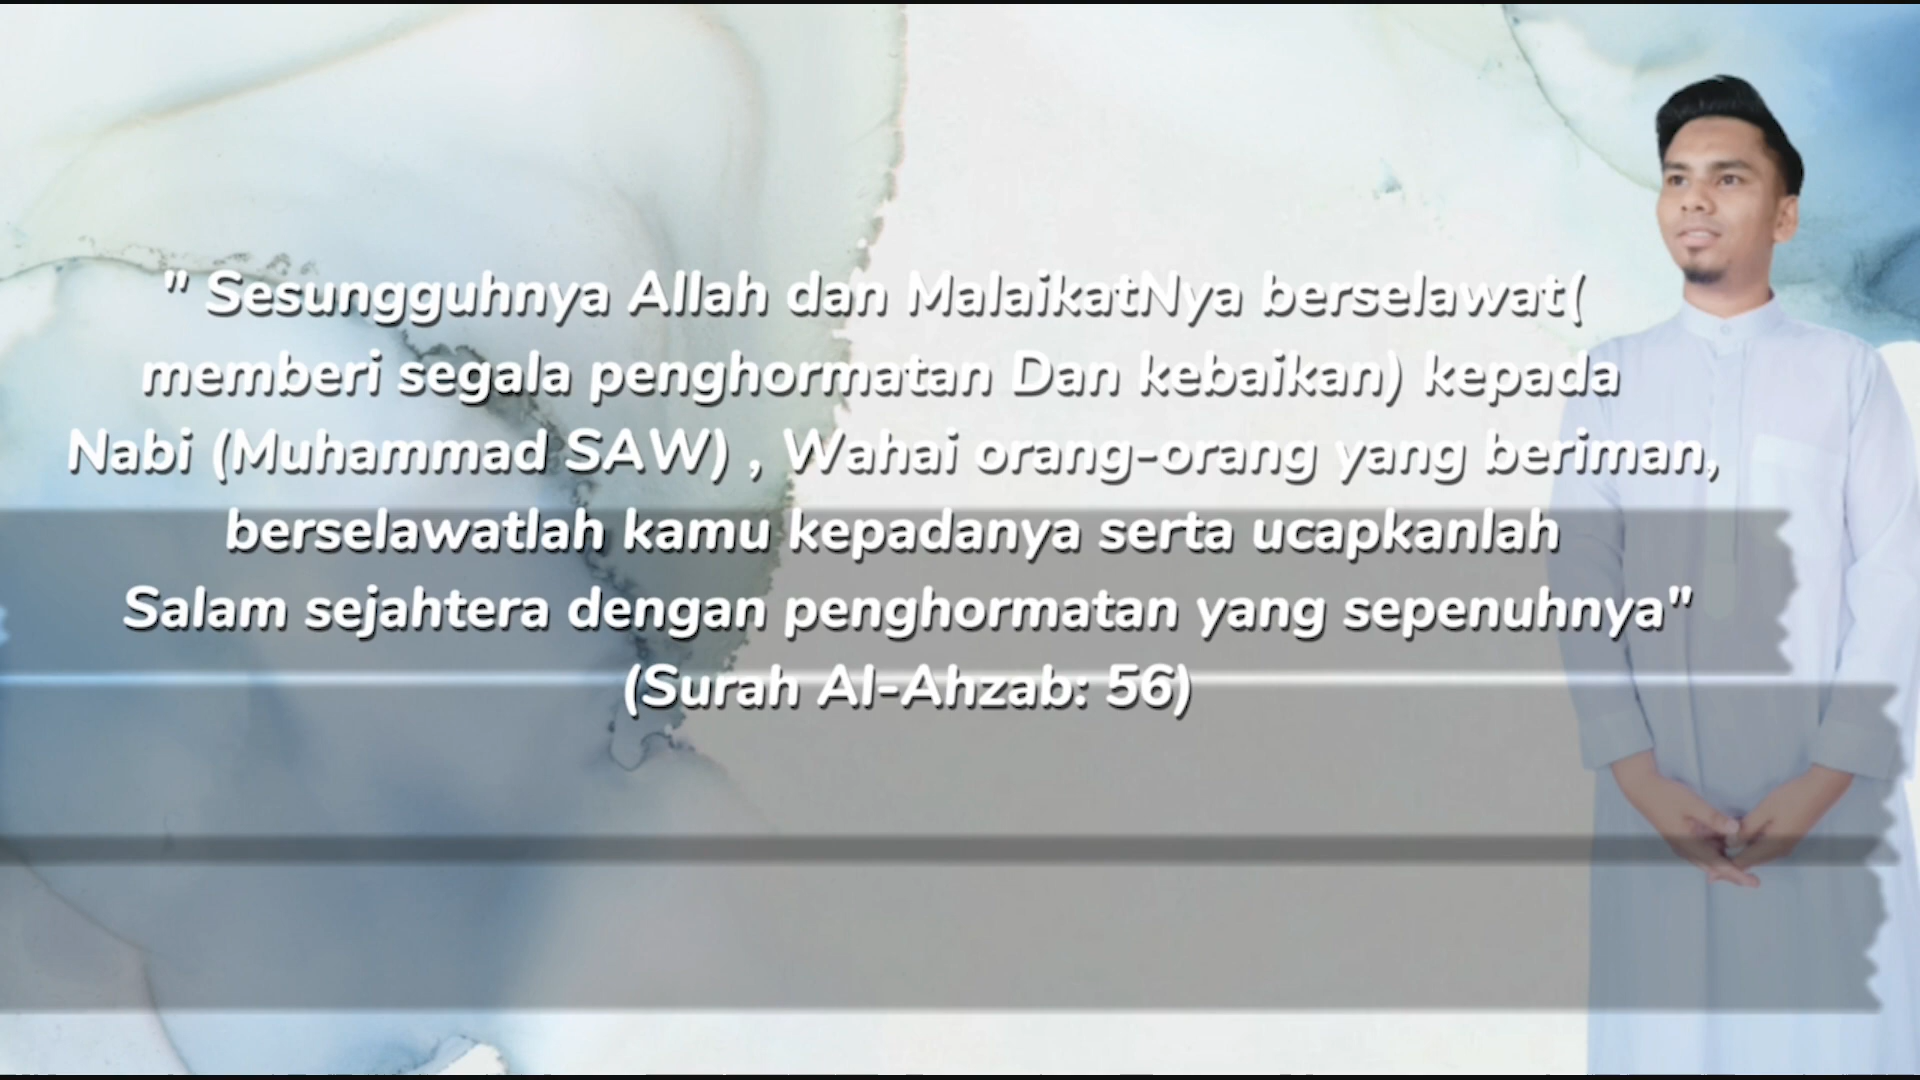 " Sesungguhnya Allah dan MalaikatNya berselawat(
memberi segala penghormatan Dan kebaikan) kepada
Nabi (Muhammad SAW) , Wahai orang-orang yang beriman,
berselawatlah kamu kepadanya serta ucapkanlah
Salam sejahtera dengan penghormatan yang sepenuhnya"
(Surah Al-Ahzab: 56)